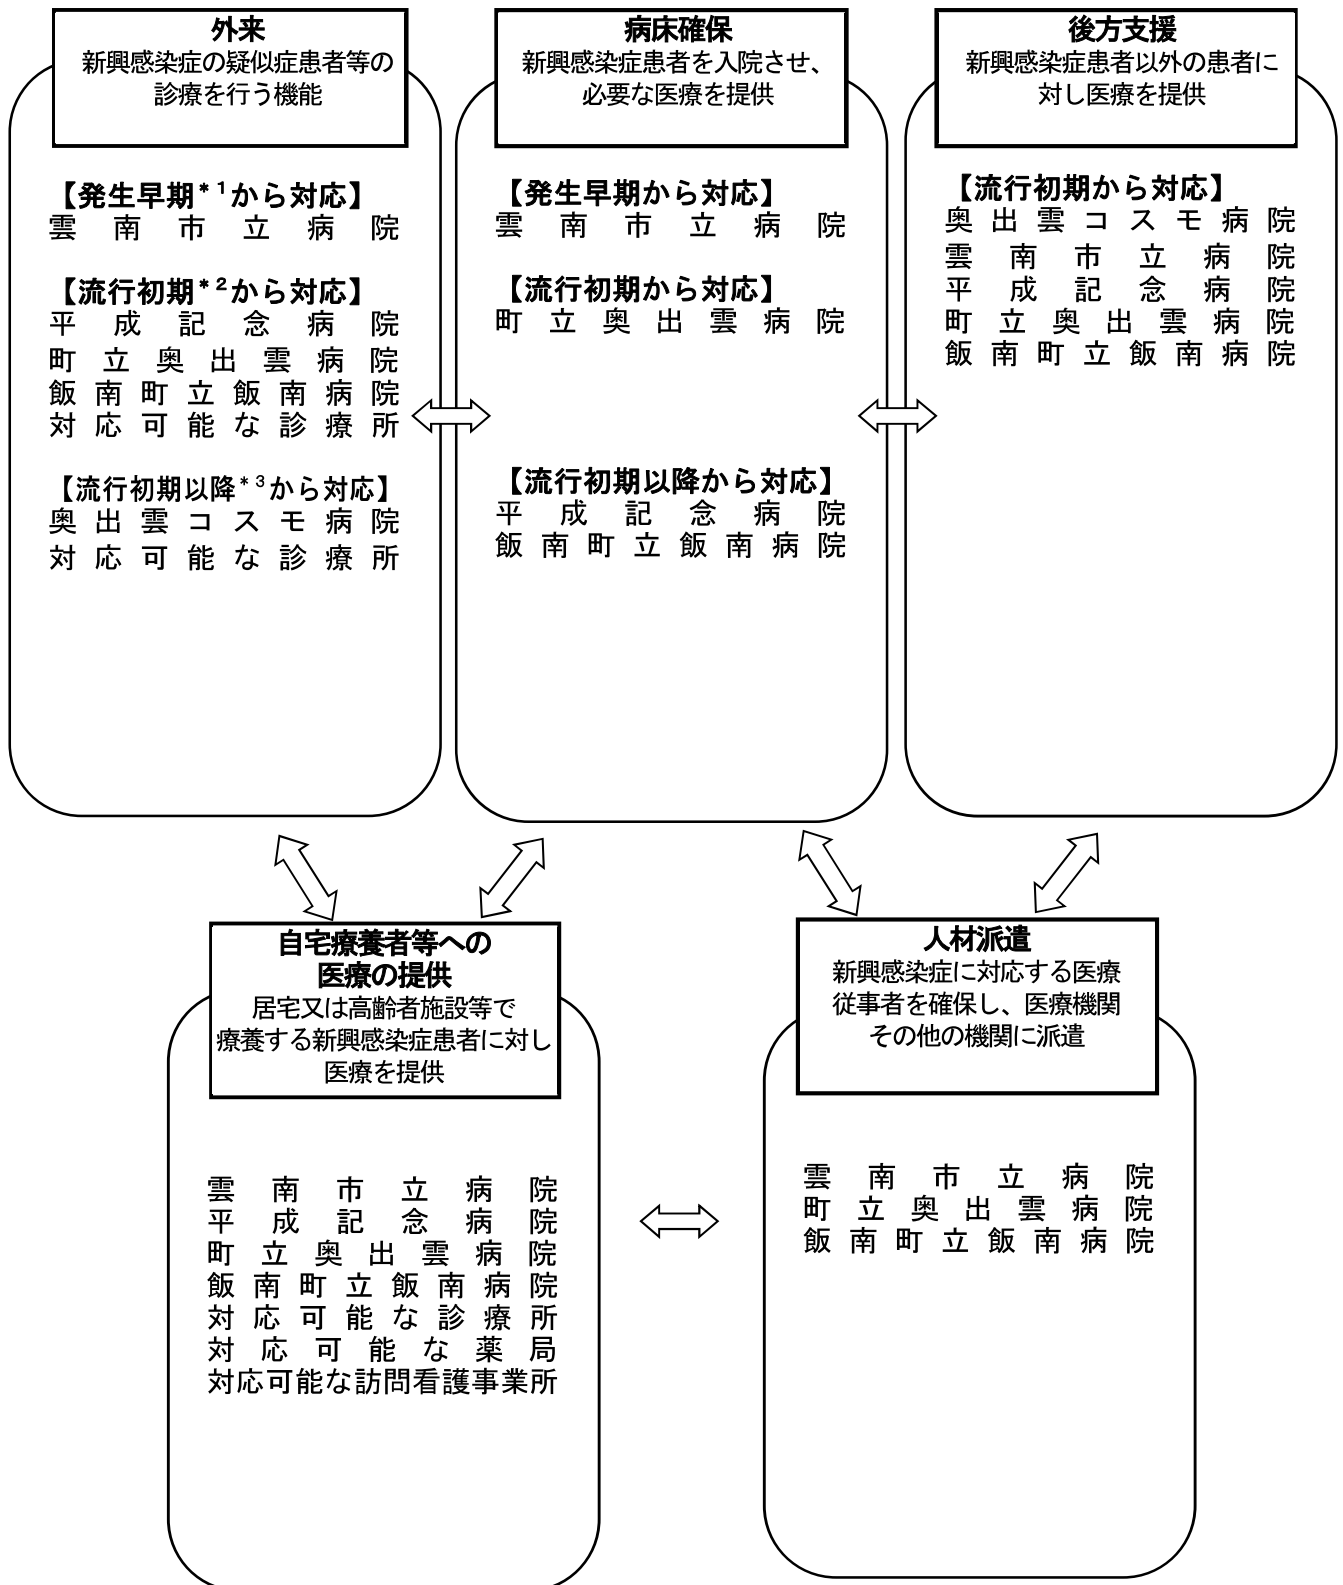 外来
新興感染症の疑似症患者等の
診療を行う機能
【発生早期*1から対応】
雲南市立病院
【流行初期*2から対応】
平成記念病院
町立奥出雲病院
飯南町立飯南病院
対応可能な診療所
【流行初期以降*3から対応】
奥出雲コスモ病院
対応可能な診療所
病床確保
新興感染症患者を入院させ、
必要な医療を提供
【発生早期から対応】
雲南市立病院
【流行初期から対応】
町立奥出雲病院
【流行初期以降から対応】
平成記念病院
飯南町立飯南病院
後方支援
新興感染症患者以外の患者に
対し医療を提供
【流行初期から対応】
奥出雲コスモ病院
雲南市立病院
平成記念病院
町立奥出雲病院
飯南町立飯南病院
自宅療養者等への
医療の提供
居宅又は高齢者施設等で
療養する新興感染症患者に対し
医療を提供
雲南市立病院
平成記念病院
町立奥出雲病院
飯南町立飯南病院
対応可能な診療所
対応可能な薬局
対応可能な訪問看護事業所
人材派遣
新興感染症に対応する医療
従事者を確保し、医療機関
その他の機関に派遣
雲南市立病院
町立奥出雲病院
飯南町立飯南病院